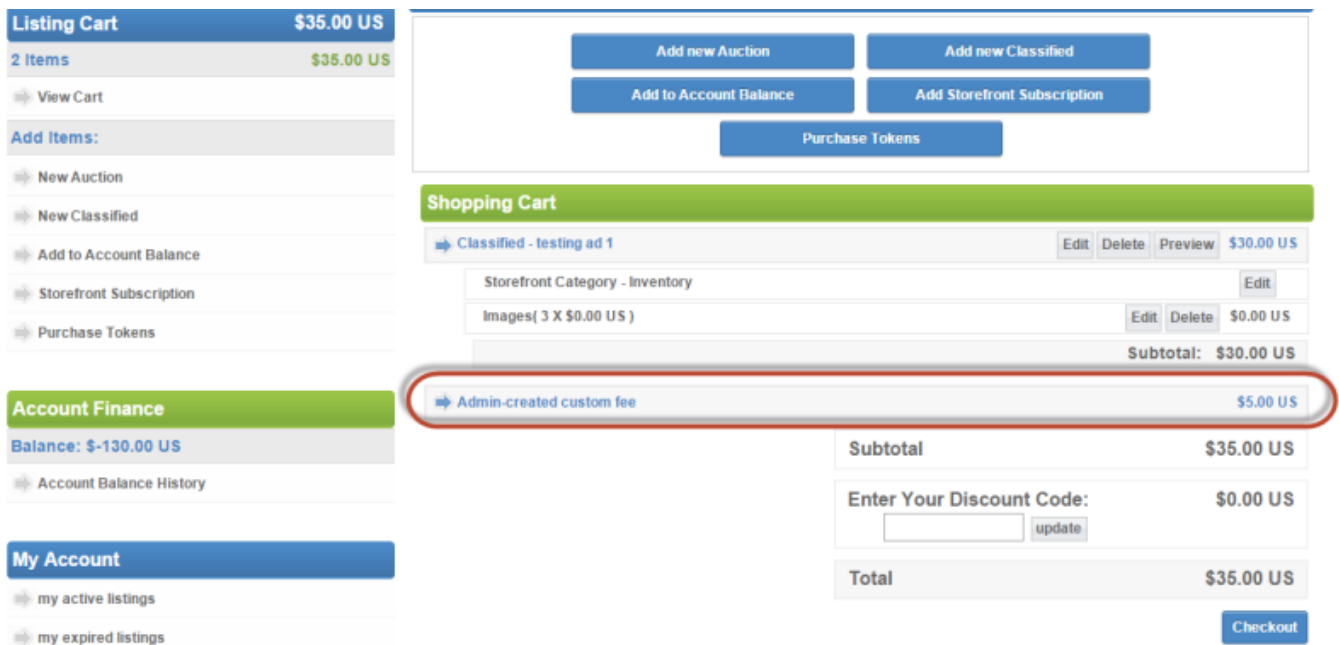 Listing Cart $35.00 US
2 Items $35.00 US
View Cart
Add Items:
New Auction
New Classified
Add to Account Balance
Storefront Subscription
Purchase Tokens
Account Finance
Balance: $-130.00 US
Account Balance History
My Account
my active listings
my expired listings
Add new Auction Add new Classified
Add to Account Balance Add Storefront Subscription
Purchase Tokens
Shopping Cart
Classified - testing ad 1 Edit Delete Preview $30.00 US
Storefront Category - Inventory Edit
Images( 3 X $0.00 US ) Edit Delete $0.00 US
Subtotal: $30.00 US
Admin-created custom fee $5.00 US
Subtotal $35.00 US
Enter Your Discount Code: $0.00 US
update
Total $35.00 US
Checkout